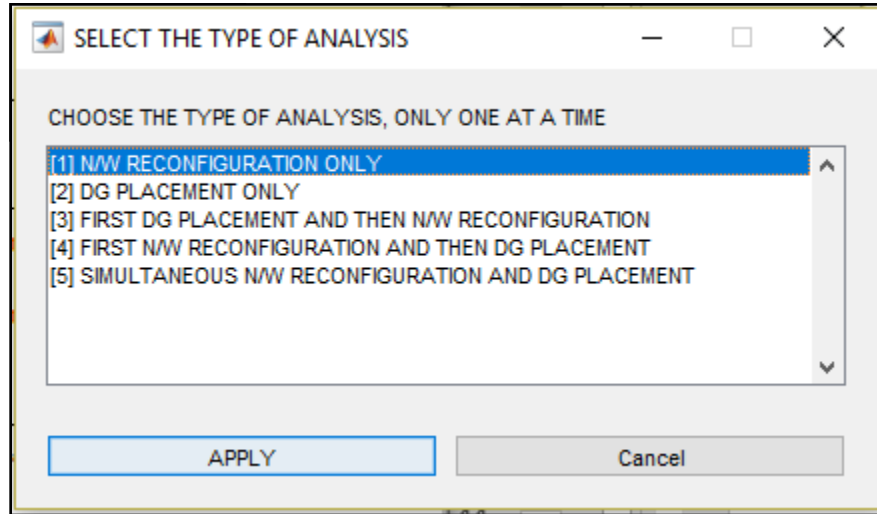 SELECT THE TYPE OF ANALYSIS
CHOOSE THE TYPE OF ANALYSIS, ONLY ONE AT A TIME
[1] N/W RECONFIGURATION ONLY
[2] DG PLACEMENT ONLY
[3] FIRST DG PLACEMENT AND THEN N/W RECONFIGURATION
[4] FIRST N/W RECONFIGURATION AND THEN DG PLACEMENT
[5] SIMULTANEOUS N/W RECONFIGURATION AND DG PLACEMENT
APPLY
Cancel